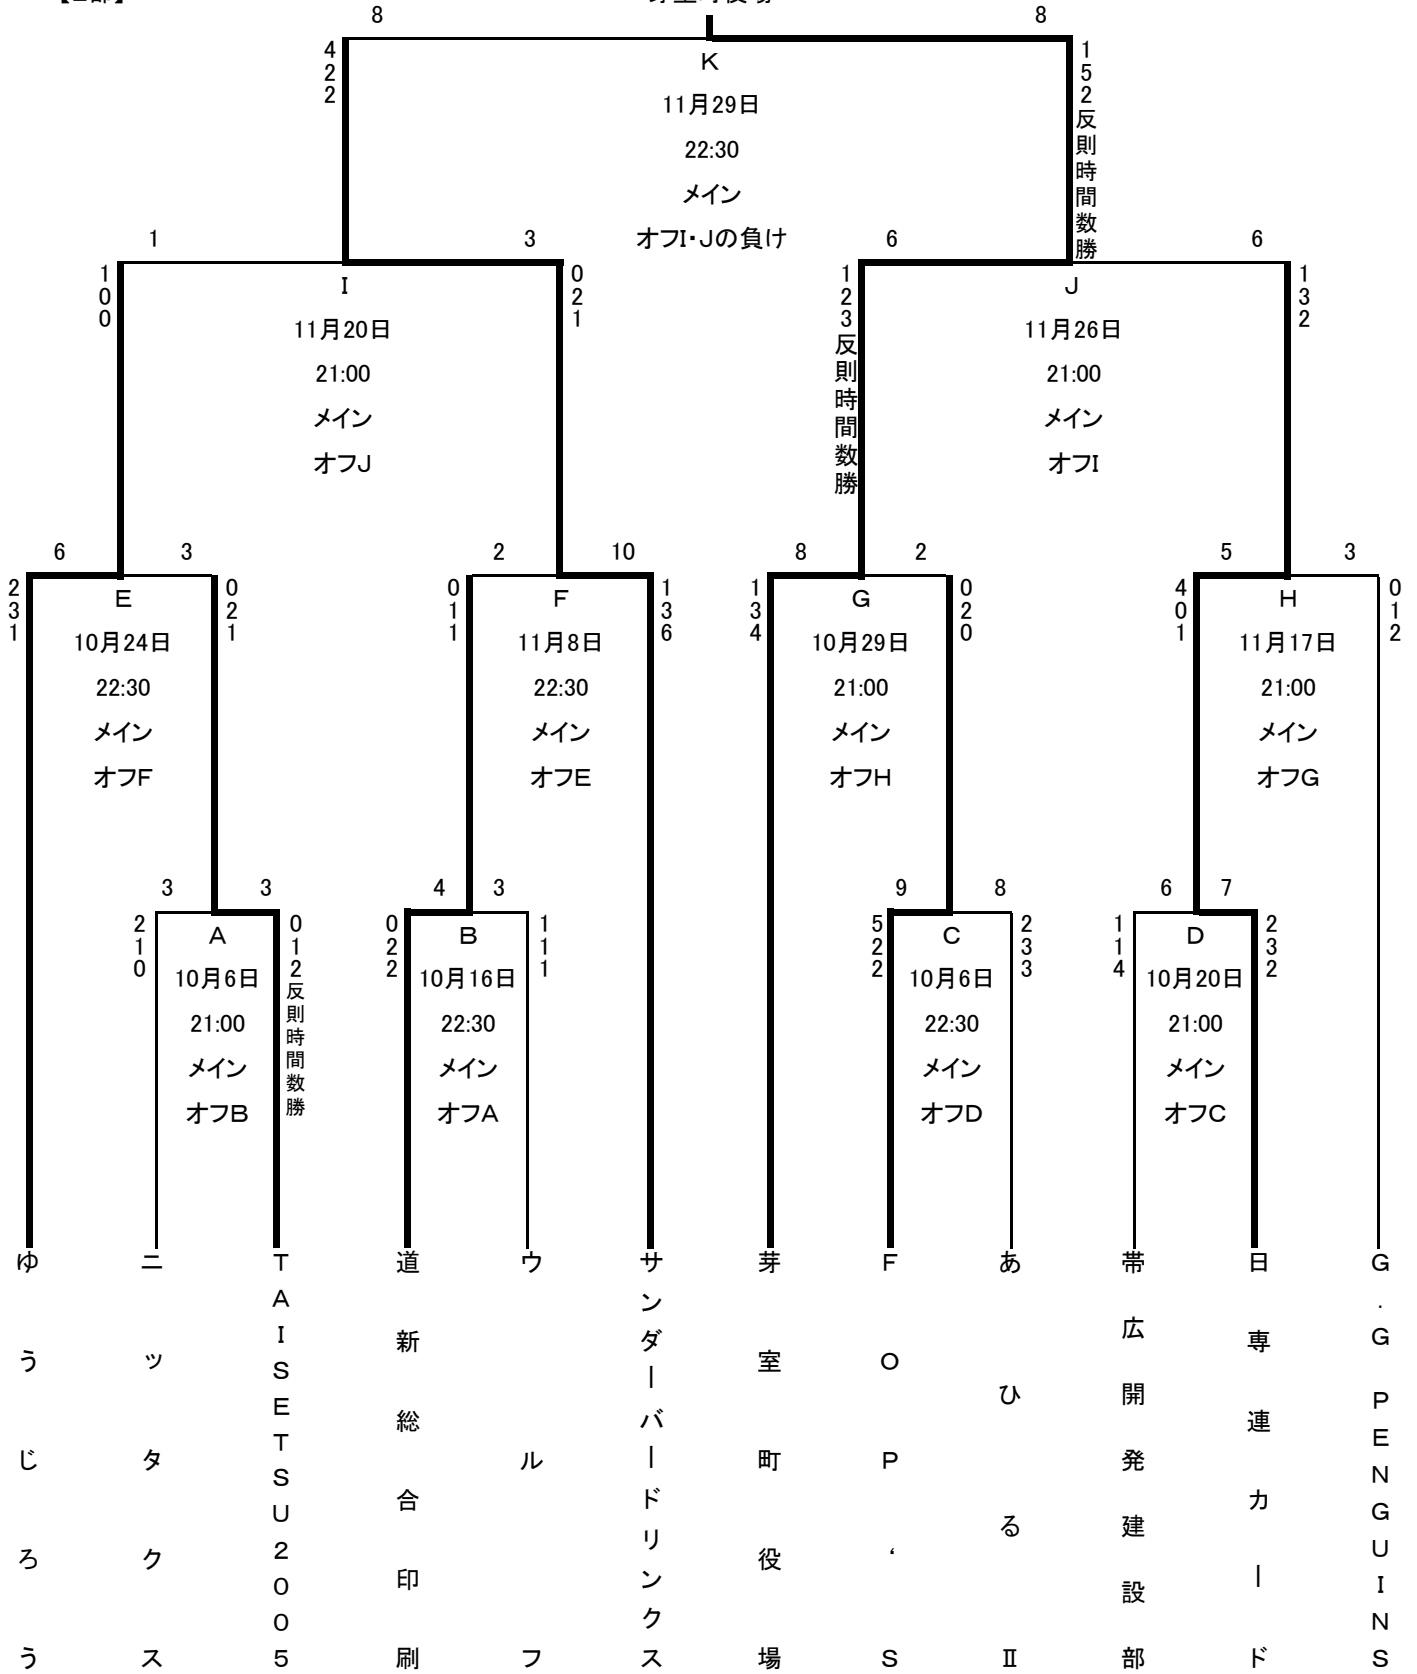 8 8
4 2 2
K
11月29日
22:30
メイン
オフI・Jの負け
1 5 2 反則時間数勝
1 3 6 6
1 0 0
I
11月20日
21:00
メイン
オフJ
0 2 1
1 2 3 反則時間数勝
J
11月26日
21:00
メイン
オフI
1 3 2
6 3 2 10 8 2 5 3
2 3 1
E
10月24日
22:30
メイン
オフF
0 2 1
0 1 1
F
11月8日
22:30
メイン
オフE
1 3 6
1 3 4
G
10月29日
21:00
メイン
オフH
0 2 0
4 0 1
H
11月17日
21:00
メイン
オフG
0 1 2
3 3 4 3 9 8 6 7
2 1 0
A
10月6日
21:00
メイン
オフB
0 1 2 反則時間数勝
0 2 2
B
10月16日
22:30
メイン
オフA
1 1 1
5 2 2
C
10月6日
22:30
メイン
オフD
2 3 3
1 1 4
D
10月20日
21:00
メイン
オフC
2 3 2
ゆうじろう
ニッタクス
TAISETSU2005
道新総合印刷
ウルフ
サンダーバードリンクス
芽室町役場
FOP‘S
あひるⅡ
帯広開発建設部
日専連カード
G.G PENGUINS